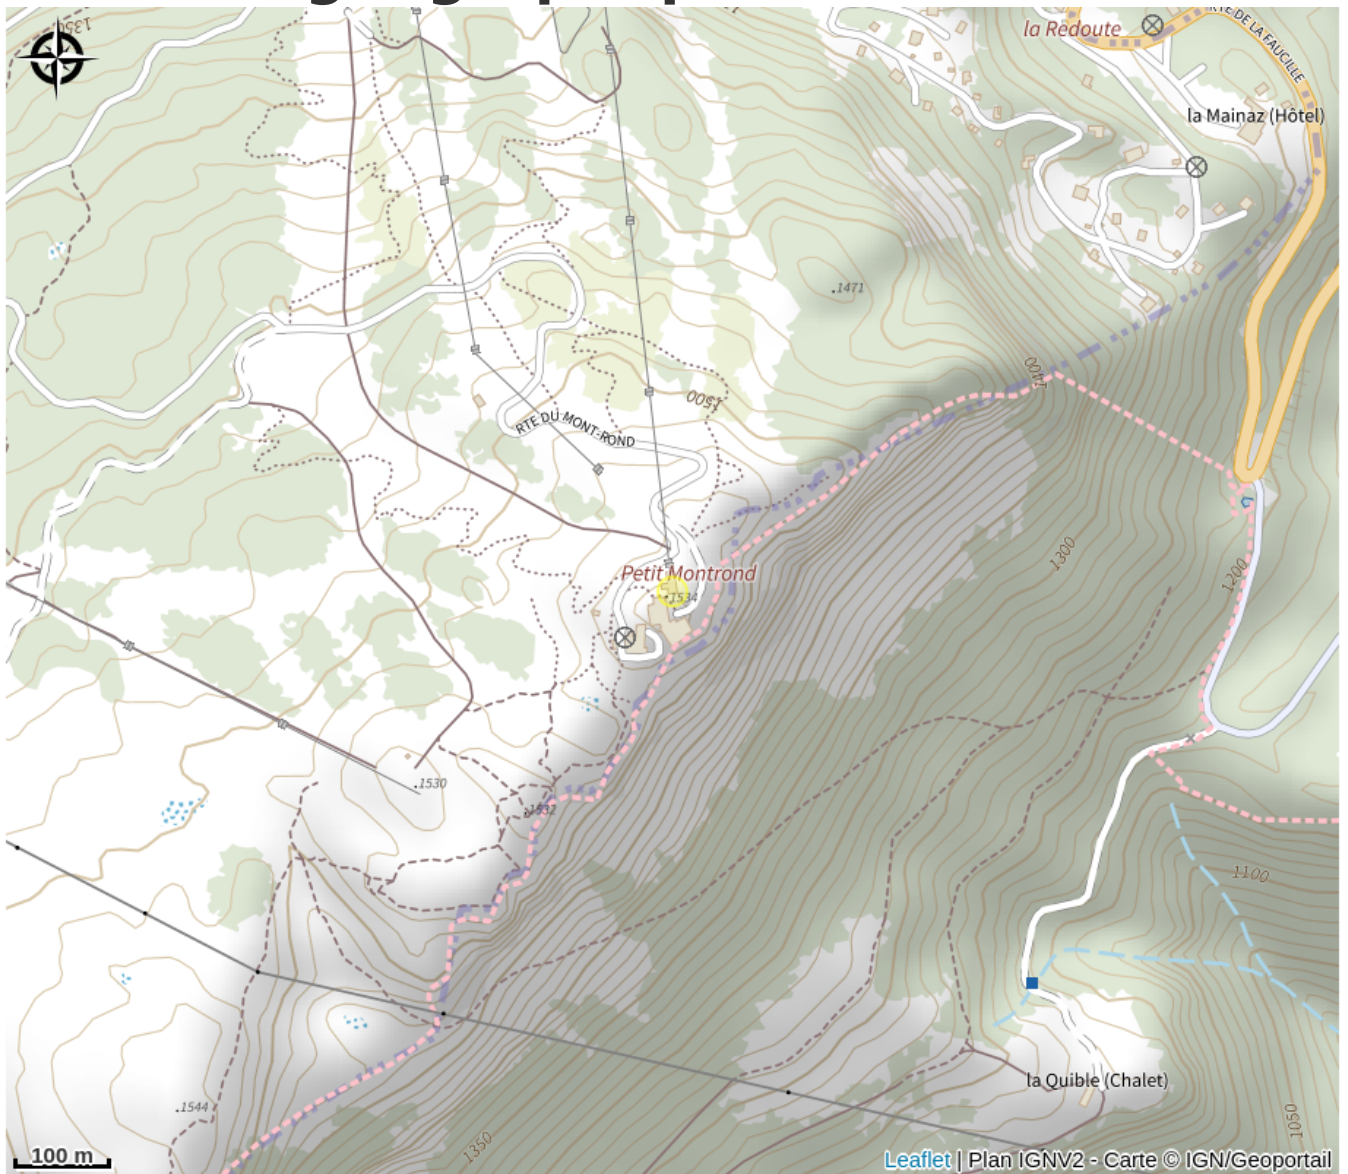 1350
la Redoute
RTE DE LA FAUCILLE
la Mainaz (Hôtel)
.1471
1400
1500
RTE DU MONT-ROND
1300
Petit Montrond
1534
1200
.1530
.1532
1100
la Quible (Chalet)
.1544
1350
1050
100 m
Leaflet | Plan IGNV2 - Carte © IGN/Geoportail